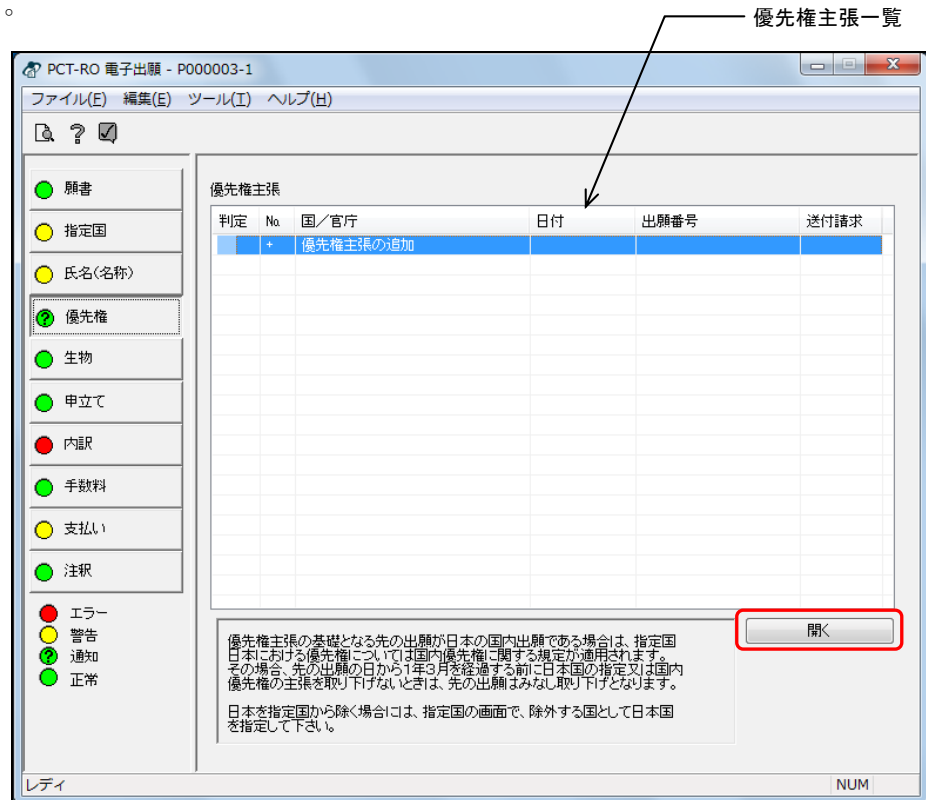 。
優先権主張一覧
PCT-RO 電子出願 - P000003-1
ファイル(F) 編集(E) ツール(T) ヘルプ(H)
願書
指定国
氏名(名称)
優先権
生物
申立て
内訳
手数料
支払い
注釈
エラー
警告
通知
正常
優先権主張
判定 No. 国／官庁 日付 出願番号 送付請求
+ 優先権主張の追加
優先権主張の基礎となる先の出願が日本の国内出願である場合は、指定国
日本における優先権については国内優先権に関する規定が適用されます。
その場合、先の出願の日から1年3月を経過する前に日本国の指定又は国内
優先権の主張を取り下げないときは、先の出願はみなし取り下げとなります。
日本を指定国から除く場合には、指定国の画面で、除外する国として日本国
を指定して下さい。
開く
レディ
NUM